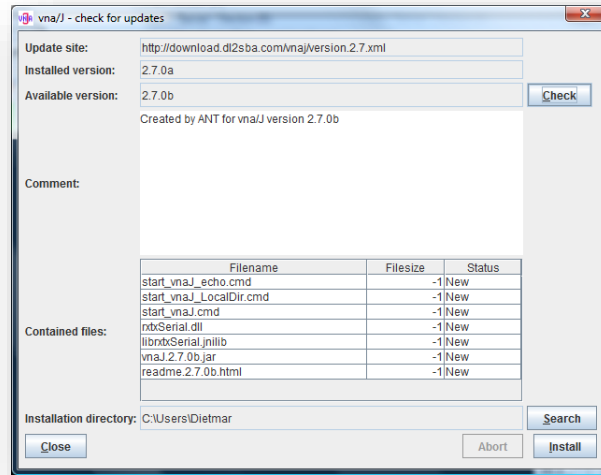 vna/J - check for updates
Update site: http://download.dl2sba.com/vnaj/version.2.7.xml
Installed version: 2.7.0a
Available version: 2.7.0b Check
Created by ANT for vna/J version 2.7.0b
Comment:
Filename Filesize Status
start_vnaJ_echo.cmd -1 New
start_vnaJ_LocalDir.cmd -1 New
start_vnaJ.cmd -1 New
Contained files: rxtxSerial.dll -1 New
librxtxSerial.jnilib -1 New
vnaJ.2.7.0b.jar -1 New
readme.2.7.0b.html -1 New
Installation directory: C:\Users\Dietmar Search
Close Abort Install